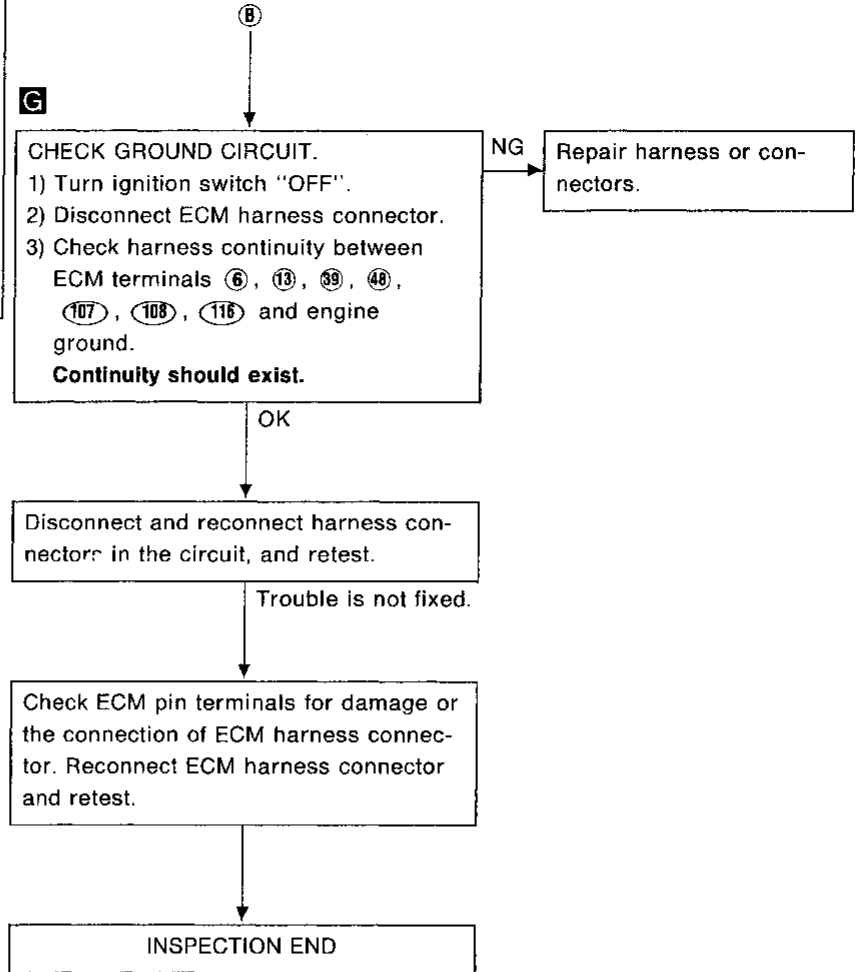 B
G
CHECK GROUND CIRCUIT.
1) Turn ignition switch "OFF".
2) Disconnect ECM harness connector.
3) Check harness continuity between
ECM terminals 6, 13, 39, 48,
107, 108, 116 and engine
ground.
Continuity should exist.
NG
Repair harness or con-
nectors.
OK
Disconnect and reconnect harness con-
nectors in the circuit, and retest.
Trouble is not fixed.
Check ECM pin terminals for damage or
the connection of ECM harness connec-
tor. Reconnect ECM harness connector
and retest.
INSPECTION END